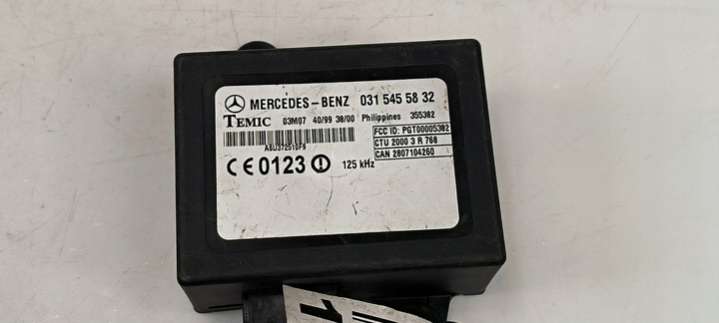 MERCEDES-BENZ 031 545 58 32
TEMIC 03M07 40/99 38/00 Philippines 355382
FCC ID: PGT00005382
CTU 2000 3 R 768
CAN 2807104260
CE 0123 125 kHz
1